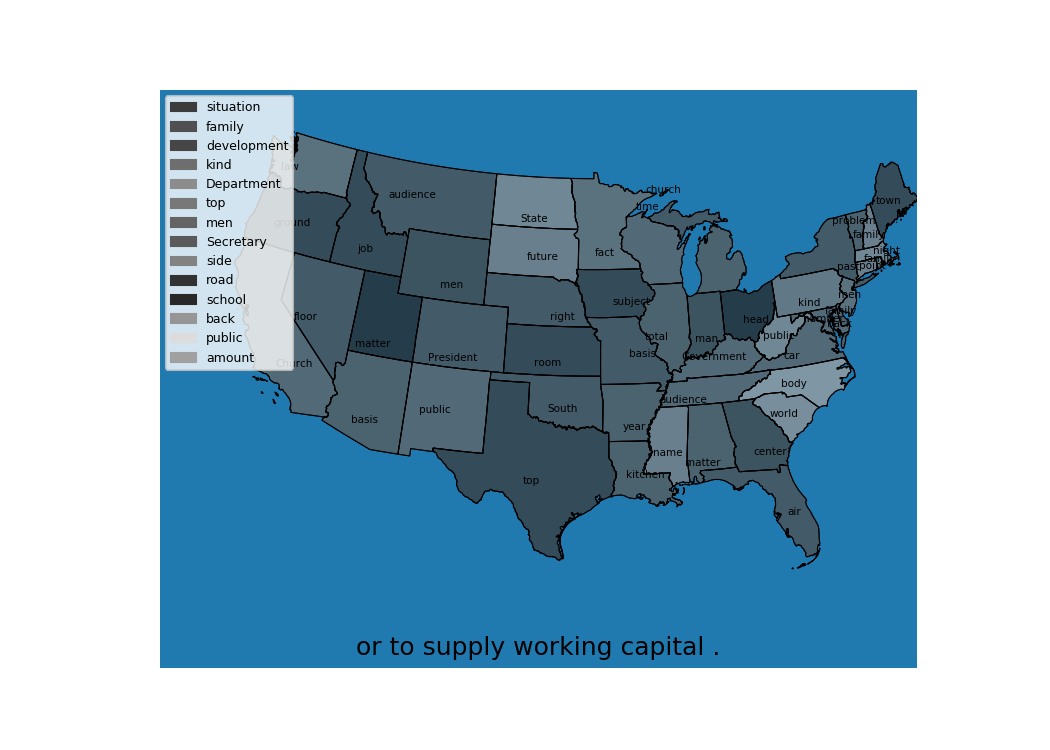 situation
family
development
kind
Department
top
men
Secretary
side
road
school
back
public
amount
law
ground
audience
job
men
State
future
fact
church
time
town
problem
family
night
family
past
point
men
kind
family
back
head
public
car
subject
total
man
right
basis
Government
floor
matter
President
room
Church
basis
public
South
audience
body
world
year
name
matter
center
kitchen
top
air
or to supply working capital .